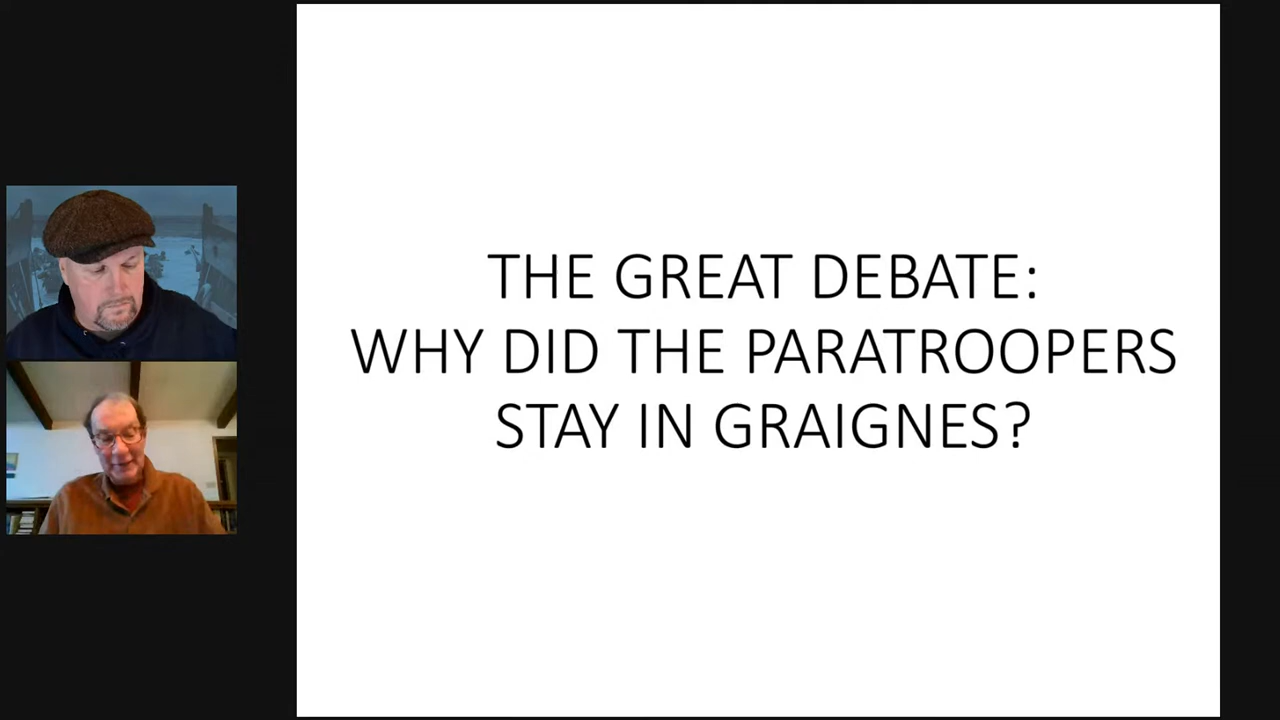 THE GREAT DEBATE:
WHY DID THE PARATROOPERS
STAY IN GRAIGNES?